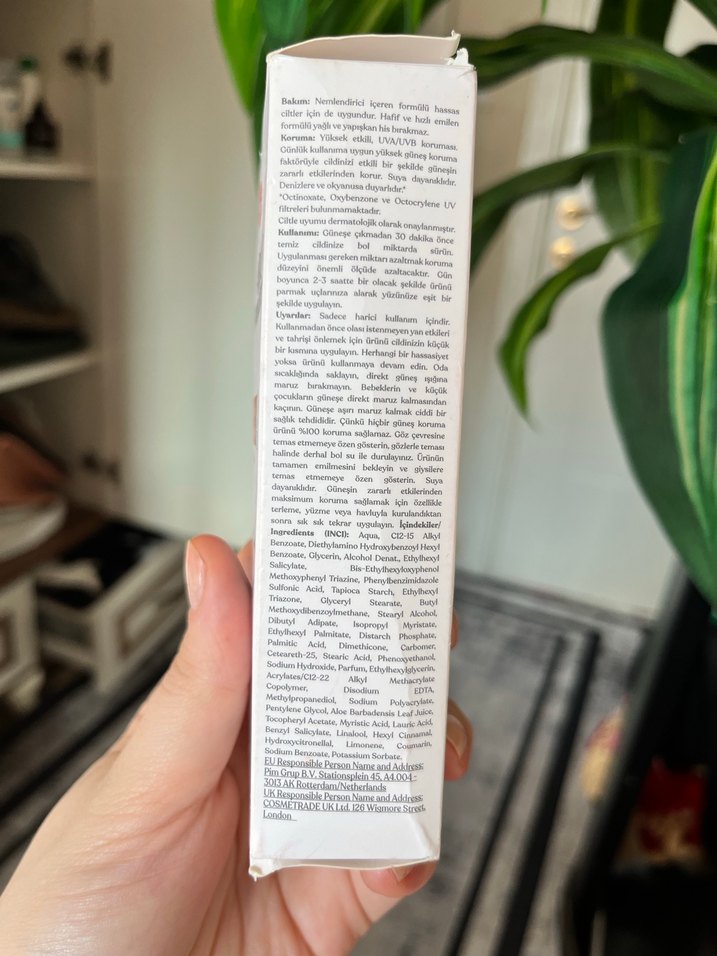 Bakım: Nemlendirici içeren formülü hassas
ciltler için de uygundur. Hafif ve hızlı emilen
formülü yağlı ve yapışkan his bırakmaz.
Koruma: Yüksek etkili, UVA/UVB koruması.
Günlük kullanıma uygun yüksek güneş koruma
faktörüyle cildinizi etkili bir şekilde güneşin
zararlı etkilerinden korur. Suya dayanıklıdır.
Denizlere ve okyanusa duyarlıdır.*
*Octinoxate, Oxybenzone ve Octocrylene UV
filtreleri bulunmamaktadır.
Ciltle uyumu dermatolojik olarak onaylanmıştır.
Kullanımı: Güneşe çıkmadan 30 dakika önce
temiz cildinize bol miktarda sürün.
Uygulanması gereken miktarı azaltmak koruma
düzeyini önemli ölçüde azaltacaktır. Gün
boyunca 2-3 saatte bir olacak şekilde ürünü
parmak uçlarınıza alarak yüzünüze eşit bir
şekilde uygulayın.
Uyarılar: Sadece harici kullanım içindir.
Kullanmadan önce olası istenmeyen yan etkileri
ve tahrişi önlemek için ürünü cildinizin küçük
bir kısmına uygulayın. Herhangi bir hassasiyet
yoksa ürünü kullanmaya devam edin. Oda
sıcaklığında saklayın, direkt güneş ışığına
maruz bırakmayın. Bebeklerin ve küçük
çocukların güneşe direkt maruz kalmasından
kaçının. Güneşe aşırı maruz kalmak ciddi bir
sağlık tehdididir. Çünkü hiçbir güneş koruma
ürünü %100 koruma sağlamaz. Göz çevresine
temas etmemeye özen gösterin, gözlerle teması
halinde derhal bol su ile durulayınız. Ürünün
tamamen emilmesini bekleyin ve giysilere
temas etmemeye özen gösterin. Suya
dayanıklıdır. Güneşin zararlı etkilerinden
maksimum koruma sağlamak için özellikle
terleme, yüzme veya havluyla kurulandıktan
sonra sık sık tekrar uygulayın. İçindekiler/
Ingredients (INCI): Aqua, C12-15 Alkyl
Benzoate, Diethylamino Hydroxybenzoyl Hexyl
Benzoate, Glycerin, Alcohol Denat., Ethylhexyl
Salicylate, Bis-Ethylhexyloxyphenol
Methoxyphenyl Triazine, Phenylbenzimidazole
Sulfonic Acid, Tapioca Starch, Ethylhexyl
Triazone, Glyceryl Stearate, Butyl
Methoxydibenzoylmethane, Stearyl Alcohol,
Dibutyl Adipate, Isopropyl Myristate,
Ethylhexyl Palmitate, Distarch Phosphate,
Palmitic Acid, Dimethicone, Carbomer,
Ceteareth-25, Stearic Acid, Phenoxyethanol,
Sodium Hydroxide, Parfum, Ethylhexylglycerin,
Acrylates/C12-22 Alkyl Methacrylate
Copolymer, Disodium EDTA,
Methylpropanediol, Sodium Polyacrylate,
Pentylene Glycol, Aloe Barbadensis Leaf Juice,
Tocopheryl Acetate, Myristic Acid, Lauric Acid,
Benzyl Salicylate, Linalool, Hexyl Cinnamal,
Hydroxycitronellal, Limonene, Coumarin,
Sodium Benzoate, Potassium Sorbate.
EU Responsible Person Name and Address:
Pim Grup B.V. Stationsplein 45, A4.004 -
3013 AK Rotterdam/Netherlands
UK Responsible Person Name and Address:
COSMETRADE UK Ltd. 126 Wigmore Street,
London